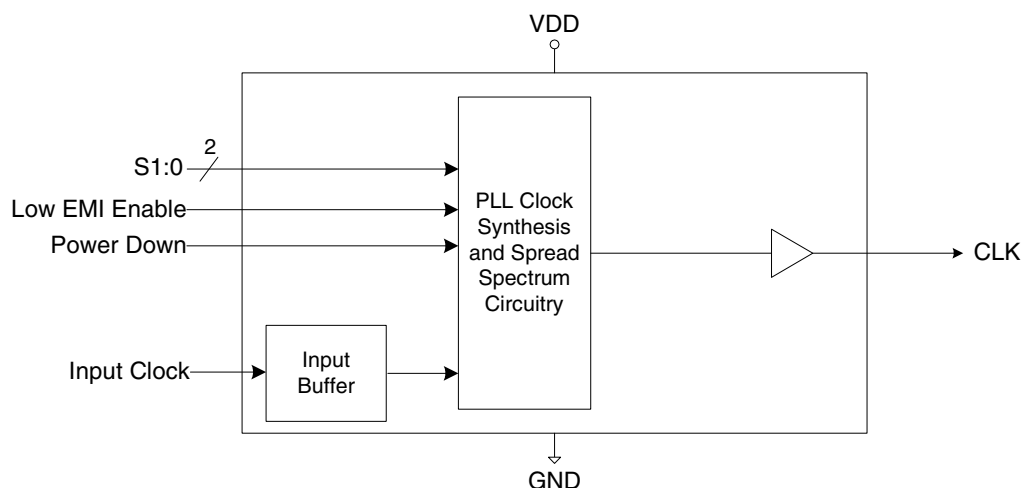 VDD
2
S1:0
Low EMI Enable
Power Down
PLL Clock
Synthesis
and Spread
Spectrum
Circuitry
CLK
Input Clock
Input
Buffer
GND